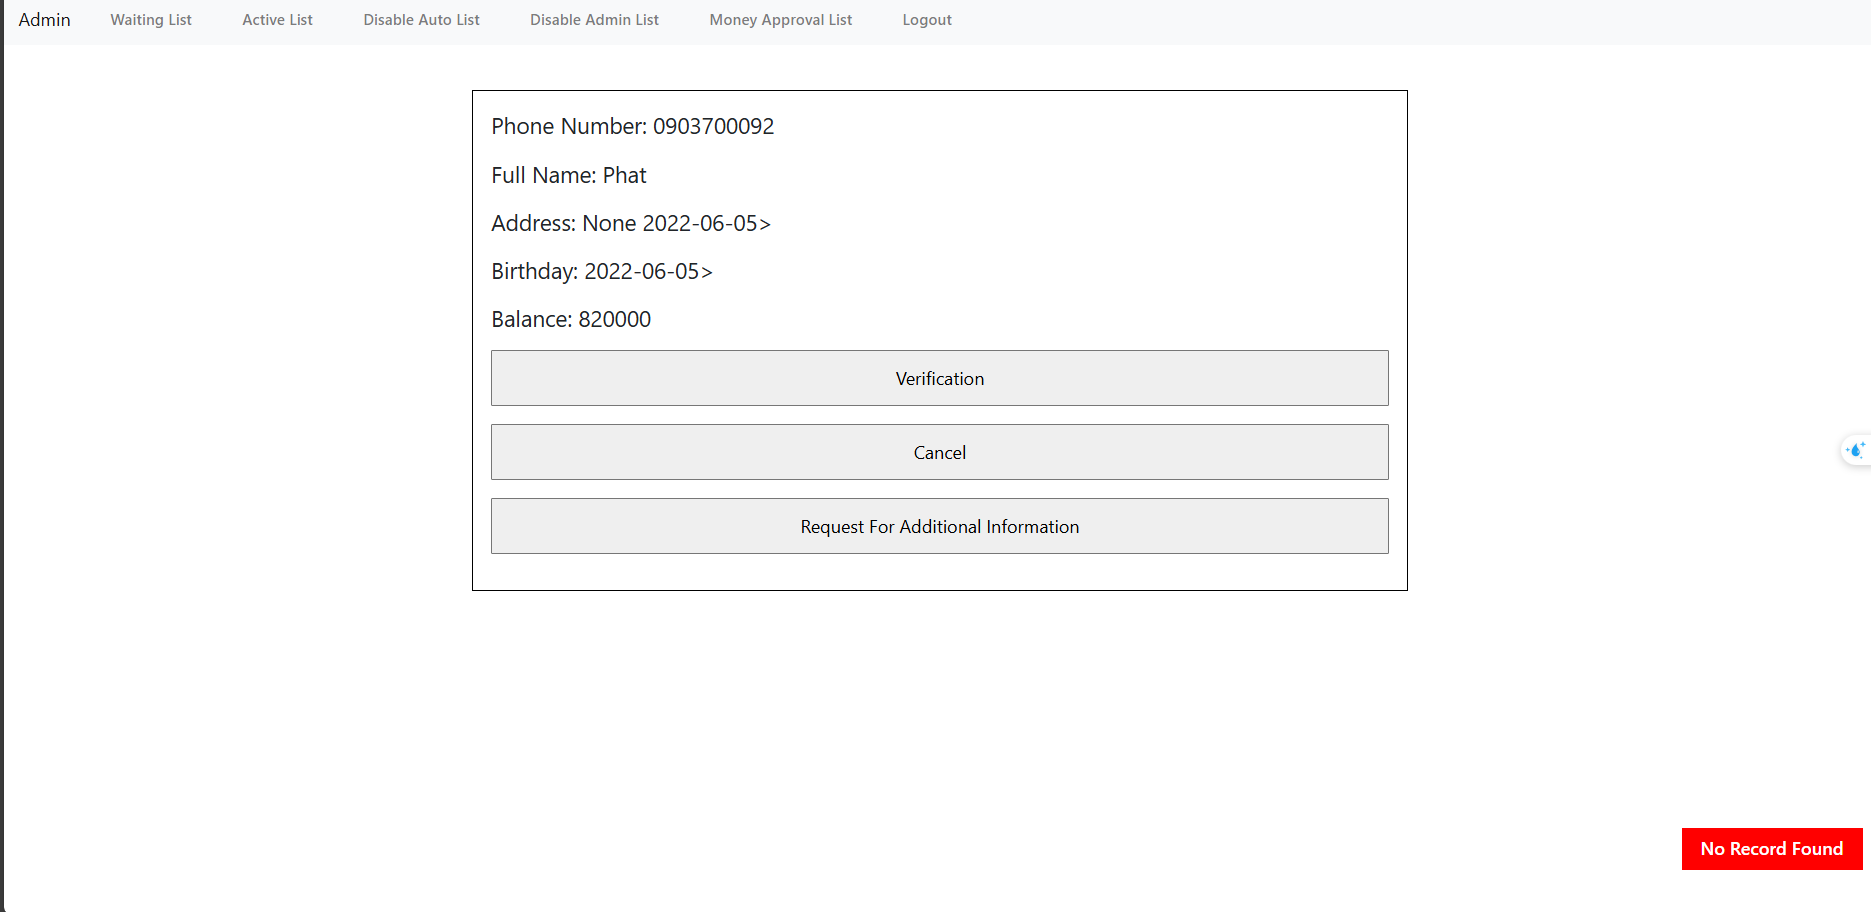 Admin Waiting List Active List Disable Auto List Disable Admin List Money Approval List Logout
Phone Number: 0903700092
Full Name: Phat
Address: None 2022-06-05>
Birthday: 2022-06-05>
Balance: 820000
Verification
Cancel
Request For Additional Information
No Record Found